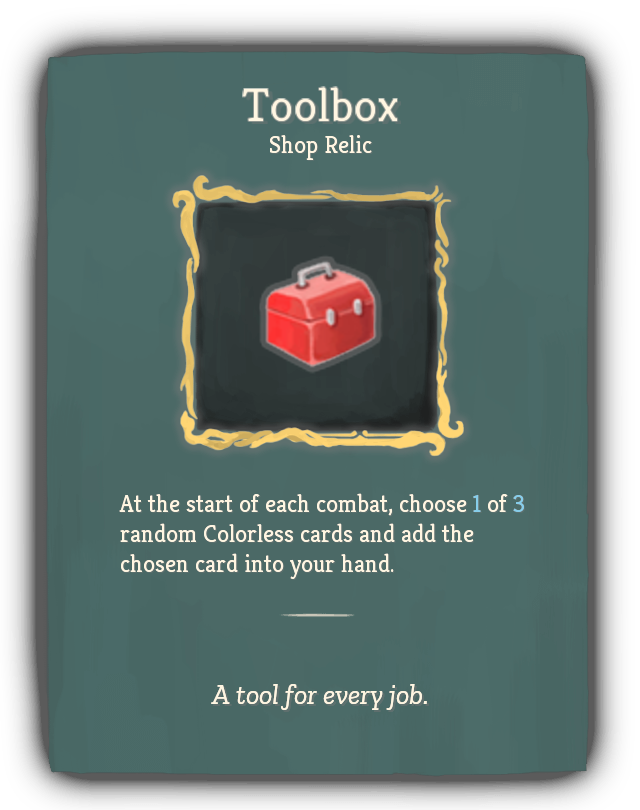 Toolbox
Shop Relic
At the start of each combat, choose 1 of 3
random Colorless cards and add the
chosen card into your hand.
A tool for every job.